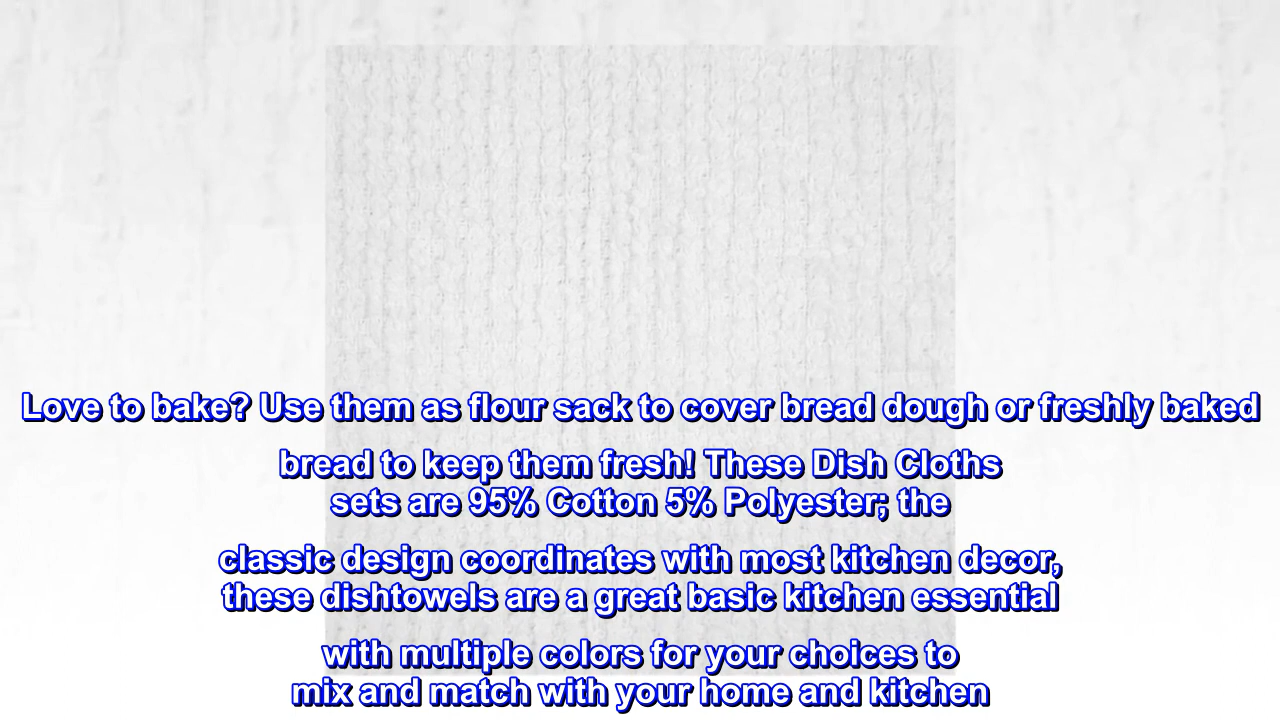 Love to bake? Use them as flour sack to cover bread dough or freshly baked
bread to keep them fresh! These Dish Cloths
sets are 95% Cotton 5% Polyester; the
classic design coordinates with most kitchen decor,
these dishtowels are a great basic kitchen essential
with multiple colors for your choices to
mix and match with your home and kitchen